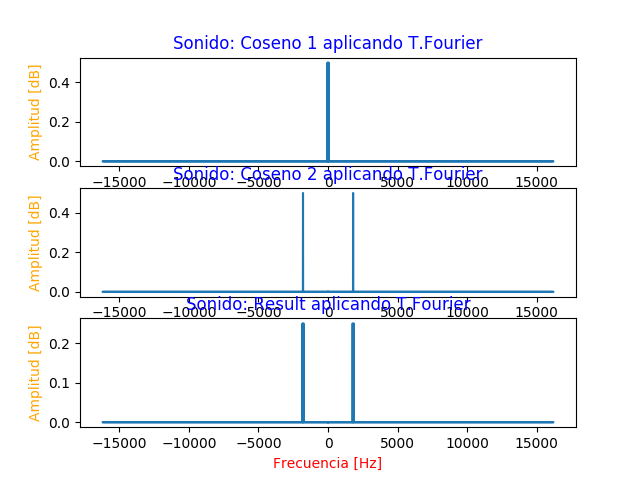 Sonido: Coseno 1 aplicando T.Fourier
Amplitud [dB]
0.4
0.2
0.0
−15000 −10000 −5000 0 5000 10000 15000
Sonido: Coseno 2 aplicando T.Fourier
Amplitud [dB]
0.4
0.2
0.0
−15000 −10000 −5000 0 5000 10000 15000
Sonido: Result aplicando T.Fourier
Amplitud [dB]
0.2
0.1
0.0
−15000 −10000 −5000 0 5000 10000 15000
Frecuencia [Hz]